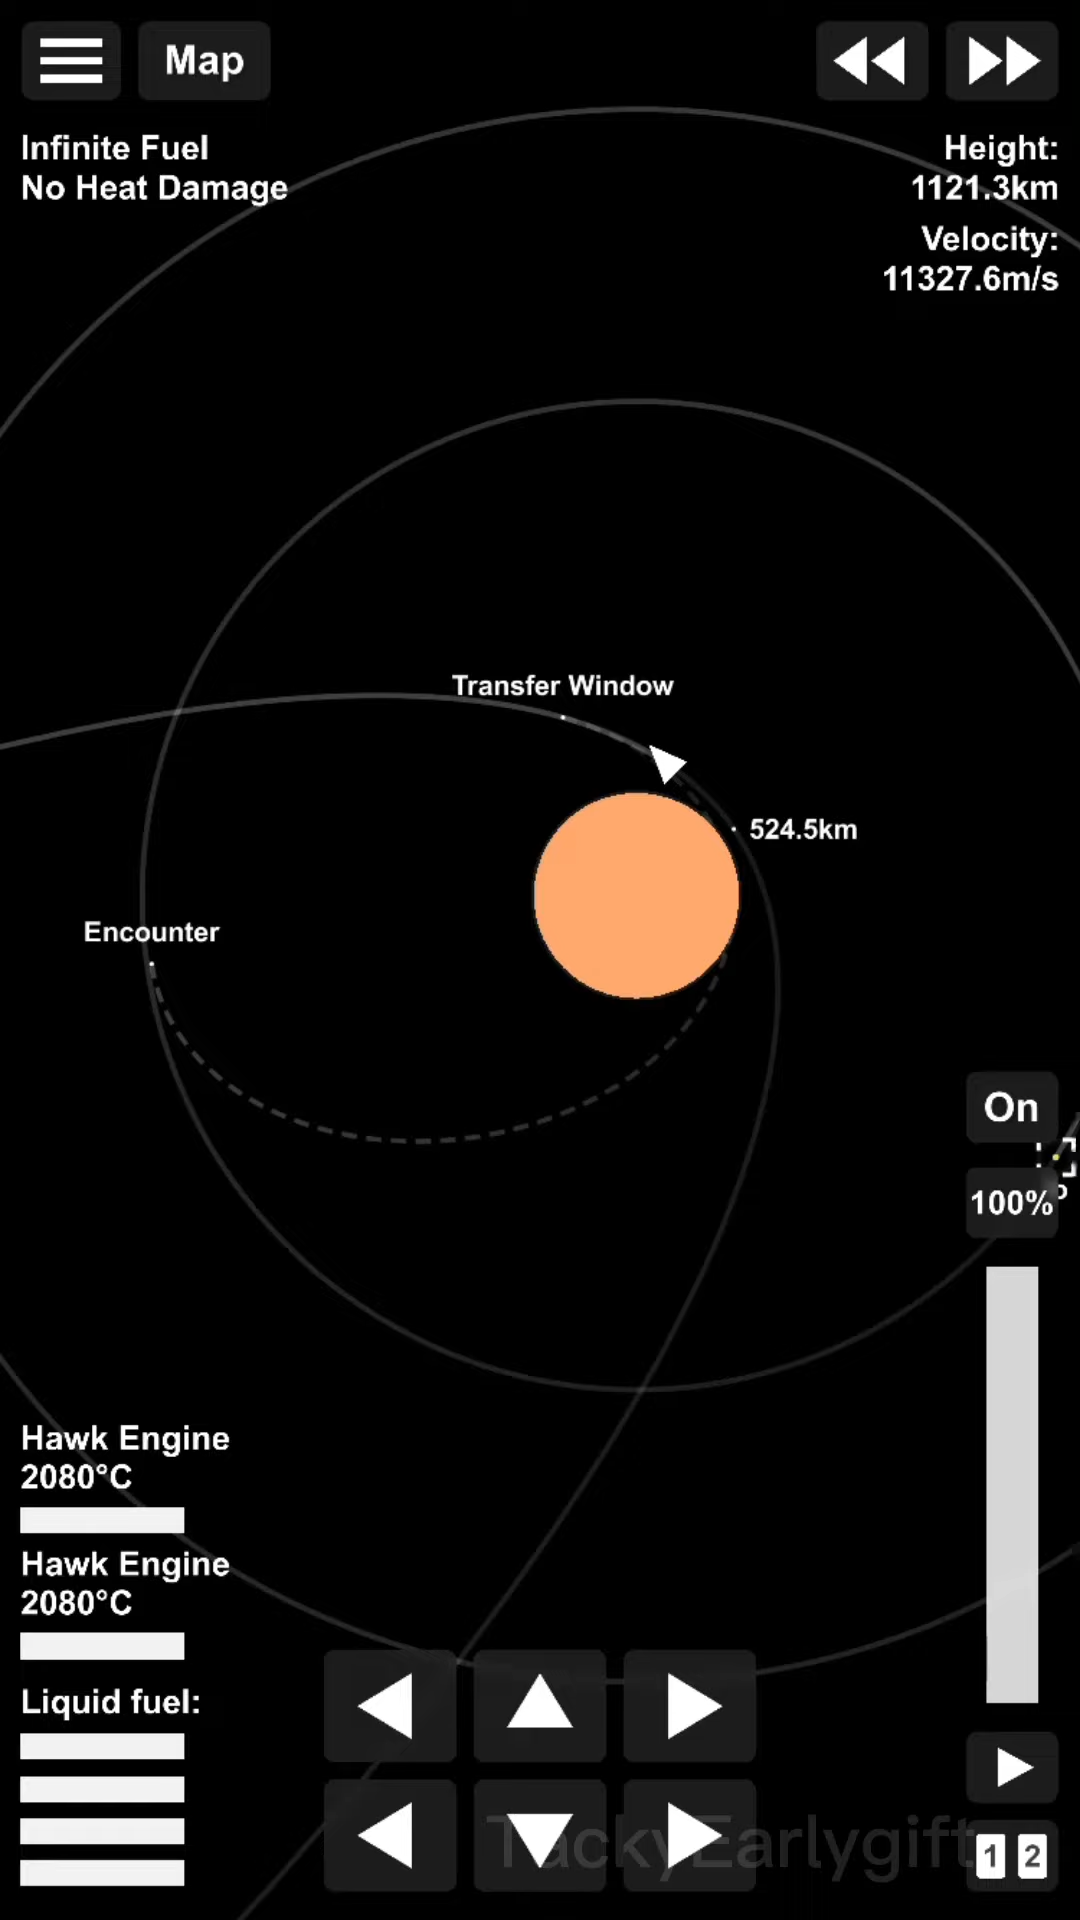 Map
Infinite Fuel
No Heat Damage
Height:
1121.3km
Velocity:
11327.6m/s
Transfer Window
524.5km
Encounter
On
100%
Hawk Engine
2080°C
Hawk Engine
2080°C
Liquid fuel:
TackyEarlygift
1 2